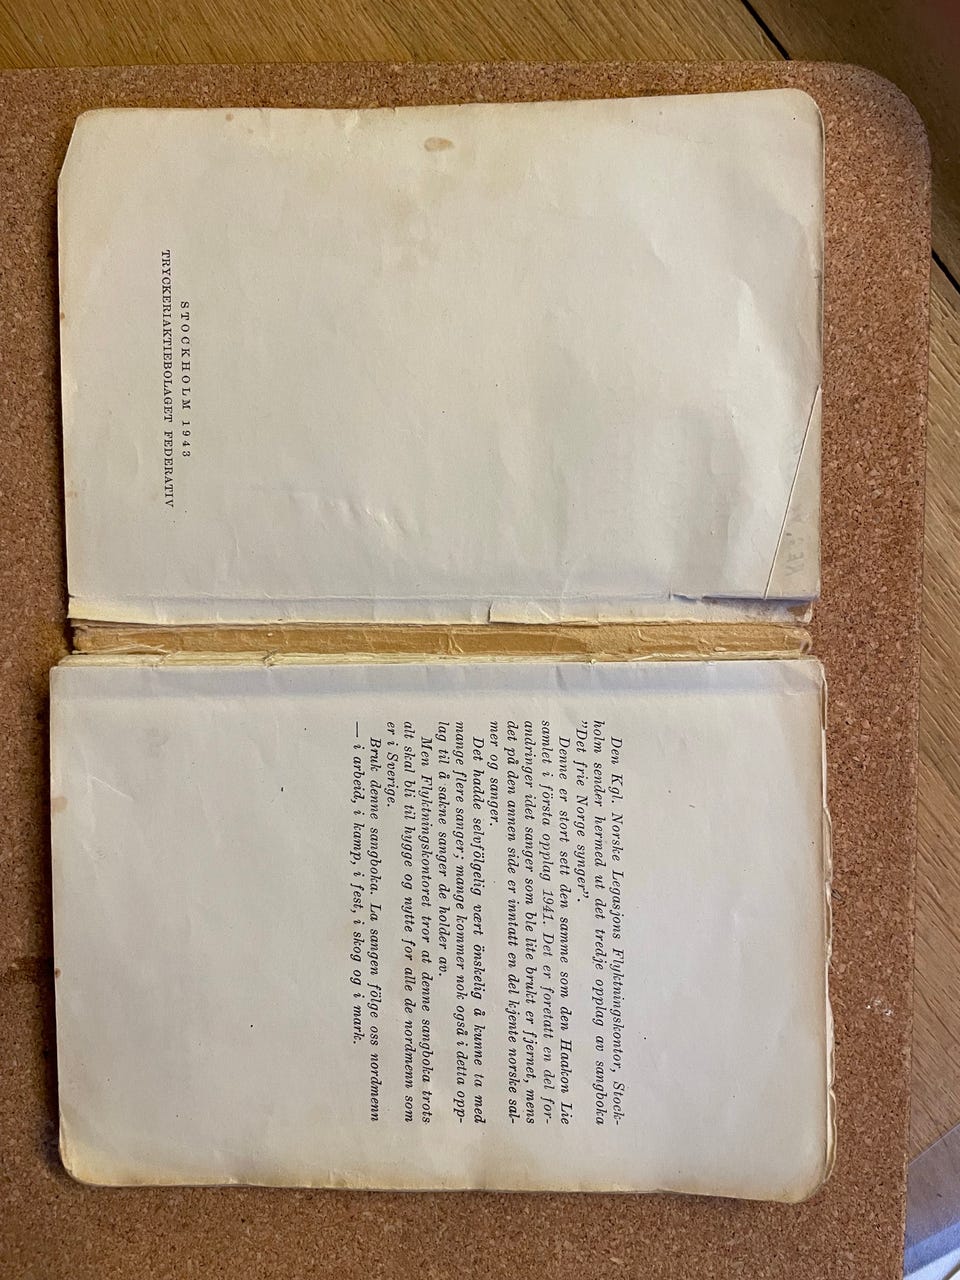 STOCKHOLM 1943
TRYCKERIAKTIEBOLAGET FEDERATIV
Den Kgl. Norske Legasjons Flyktningskontor, Stock-
holm sender hermed ut det tredje opplag av sangboka
”Det frie Norge synger”.
Denne er stort sett den samme som den Haakon Lie
samlet i första opplag 1941. Det er foretatt en del for-
andringer idet sanger som ble lite brukt er fjernet, mens
det på den annen side er inntatt en del kjente norske sal-
mer og sanger.
Det hadde selvfölgelig vært önskelig å kunne ta med
mange flere sanger; mange kommer nok også i detta opp-
lag til å sakne sanger de holder av.
Men Flyktningskontoret tror at denne sangboka trots
alt skal bli til hygge og nytte for alle de nordmenn som
er i Sverige.
Bruk denne sangboka. La sangen fölge oss nordmenn
— i arbeid, i kamp, i fest, i skog og i mark.